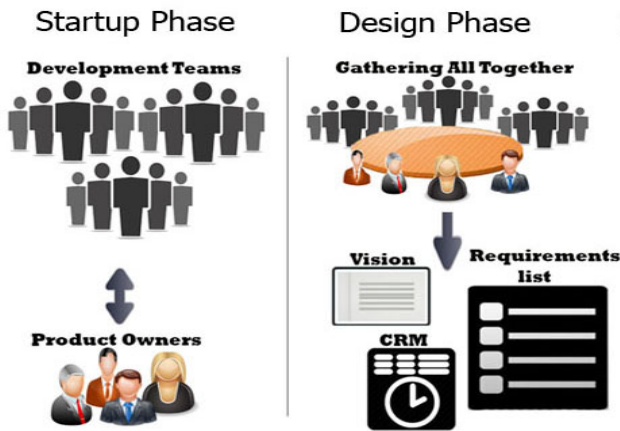 Startup Phase
Development Teams
Product Owners
Design Phase
Gathering All Together
Vision
Requirements
list
CRM